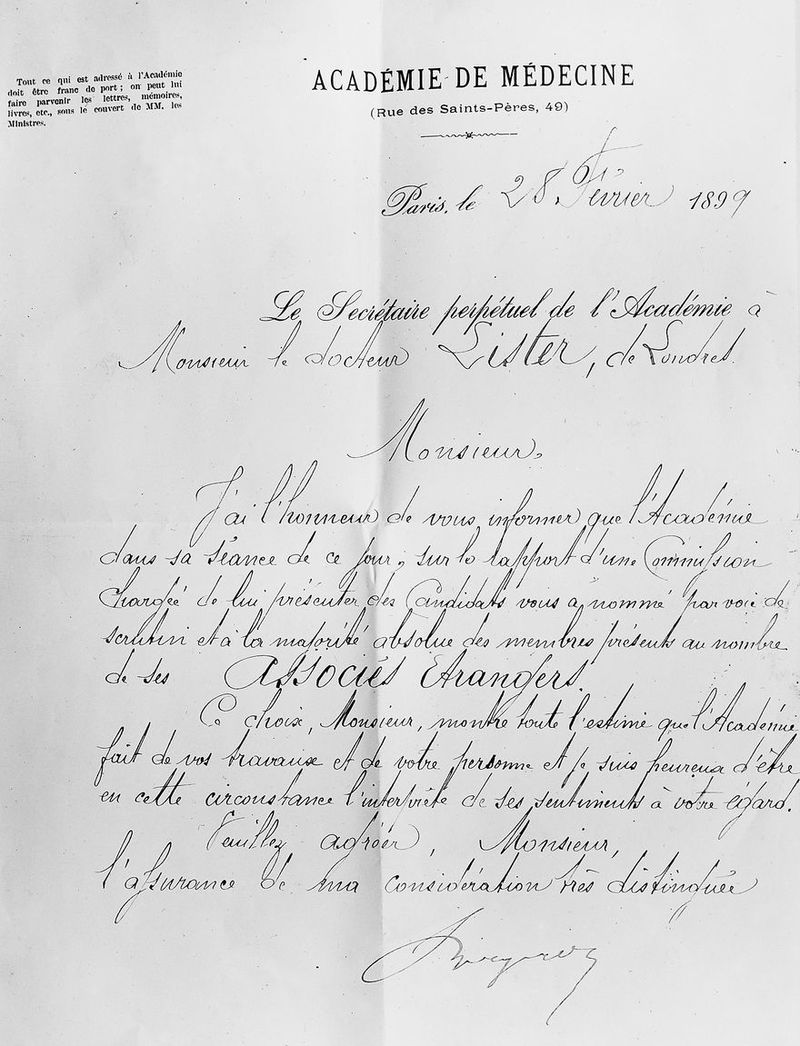 Tout ce qui est adressé à l'Académie
doit être franc de port ; on peut lui
faire parvenir les lettres, mémoires,
livres, etc., sous le couvert de MM. les
Ministres.
ACADÉMIE DE MÉDECINE
(Rue des Saints-Pères, 49)
Paris, le 28 Février 1899
Le Secrétaire perpétuel de l'Académie à
Monsieur le docteur Lister, de Londres.
Monsieur,
J'ai l'honneur de vous informer que l'Académie
dans sa séance de ce jour, sur le rapport d'une Commission
chargée de lui présenter des Candidats vous a nommé par voie de
scrutin et à la majorité absolue des membres présents au nombre
de ses Associés Etrangers.
Ce choix, Monsieur, montre toute l'estime que l'Académie
fait de vos travaux et de votre personne et je suis heureux d'être
en cette circonstance l'interprète de ses sentiments à votre égard.
Veuillez agréer, Monsieur,
l'assurance de ma considération très distinguée